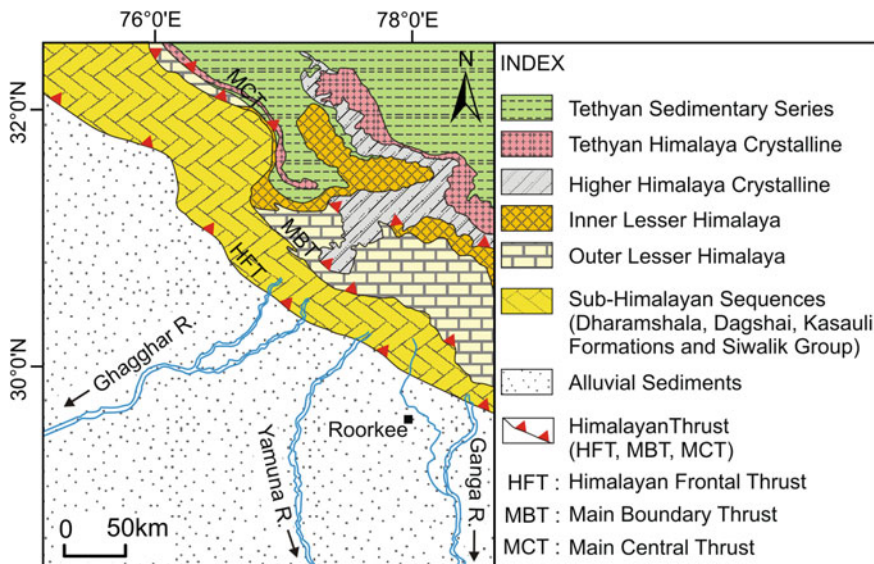 76°0'E
78°0'E
32°0'N
30°0'N
N
MCT
MBT
HFT
Ghagghar R.
Yamuna R.
Roorkee
Ganga R.
0 50km
INDEX
Tethyan Sedimentary Series
Tethyan Himalaya Crystalline
Higher Himalaya Crystalline
Inner Lesser Himalaya
Outer Lesser Himalaya
Sub-Himalayan Sequences
(Dharamshala, Dagshai, Kasauli
Formations and Siwalik Group)
Alluvial Sediments
HimalayanThrust
(HFT, MBT, MCT)
HFT : Himalayan Frontal Thrust
MBT : Main Boundary Thrust
MCT : Main Central Thrust